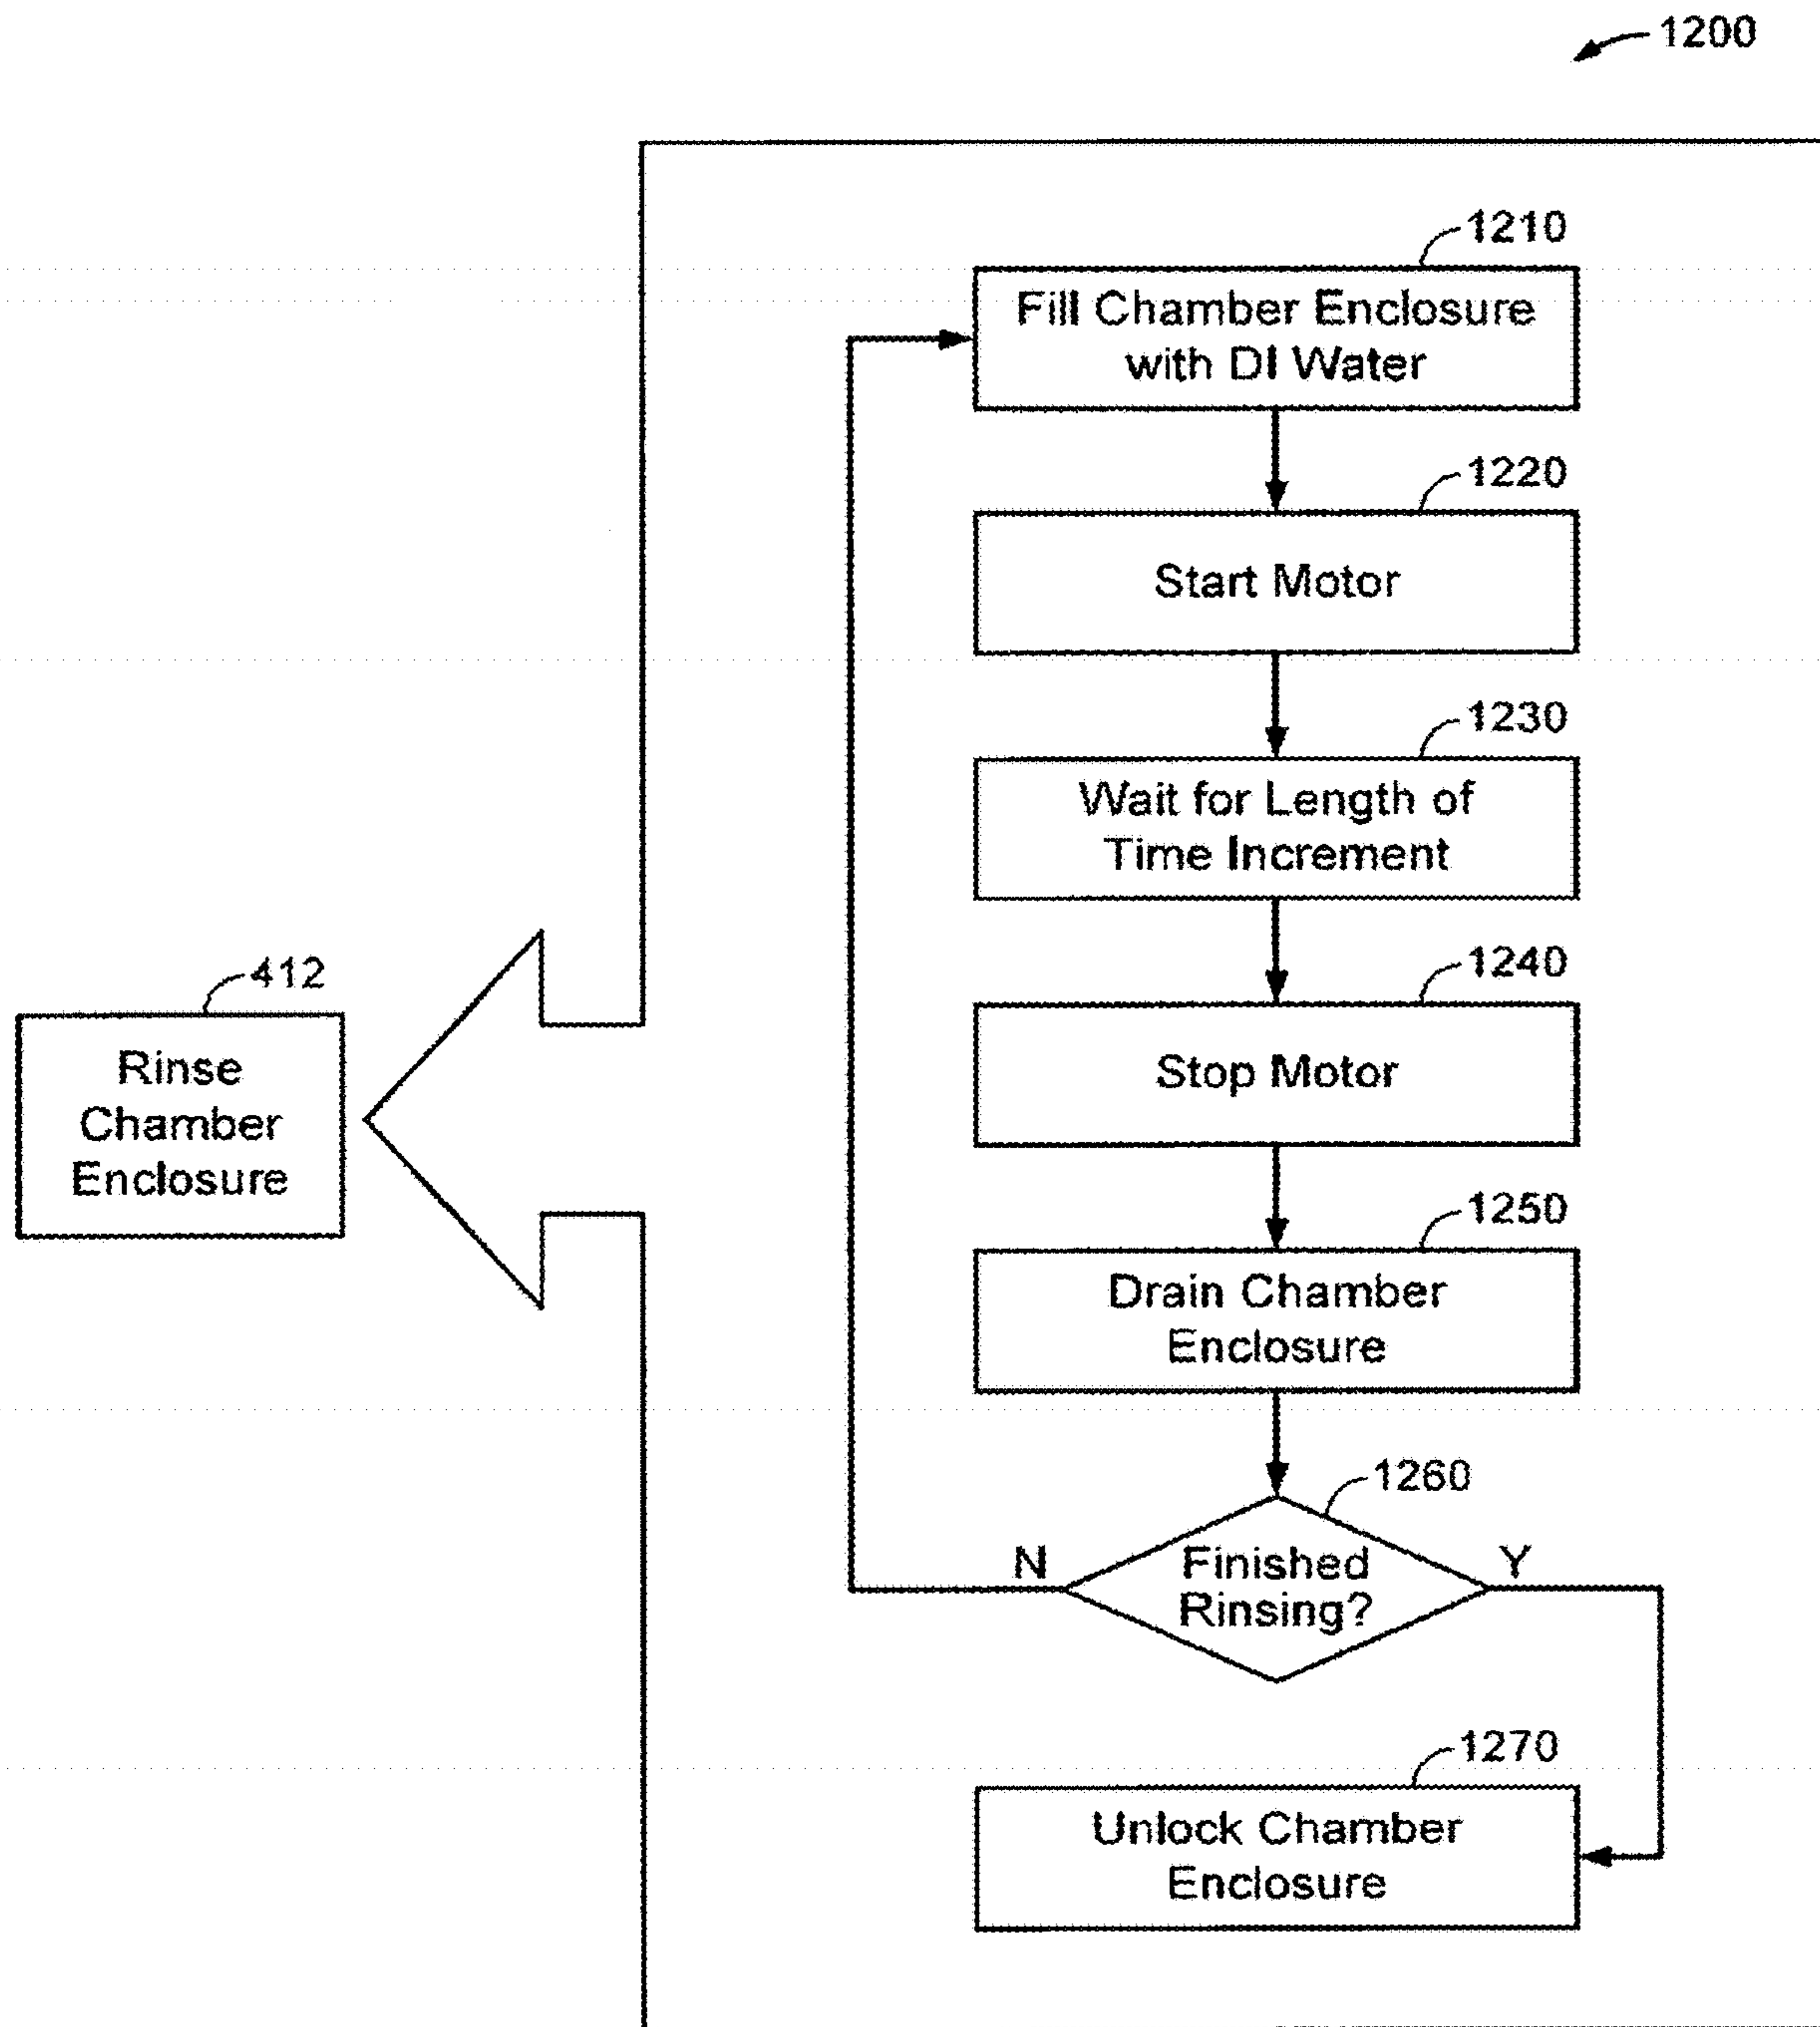 1200
1210
Fill Chamber Enclosure
with DI Water
1220
Start Motor
1230
Wait for Length of
Time Increment
1240
Stop Motor
412
Rinse
Chamber
Enclosure
1250
Drain Chamber
Enclosure
1260
N
Finished
Rinsing?
Y
1270
Unlock Chamber
Enclosure